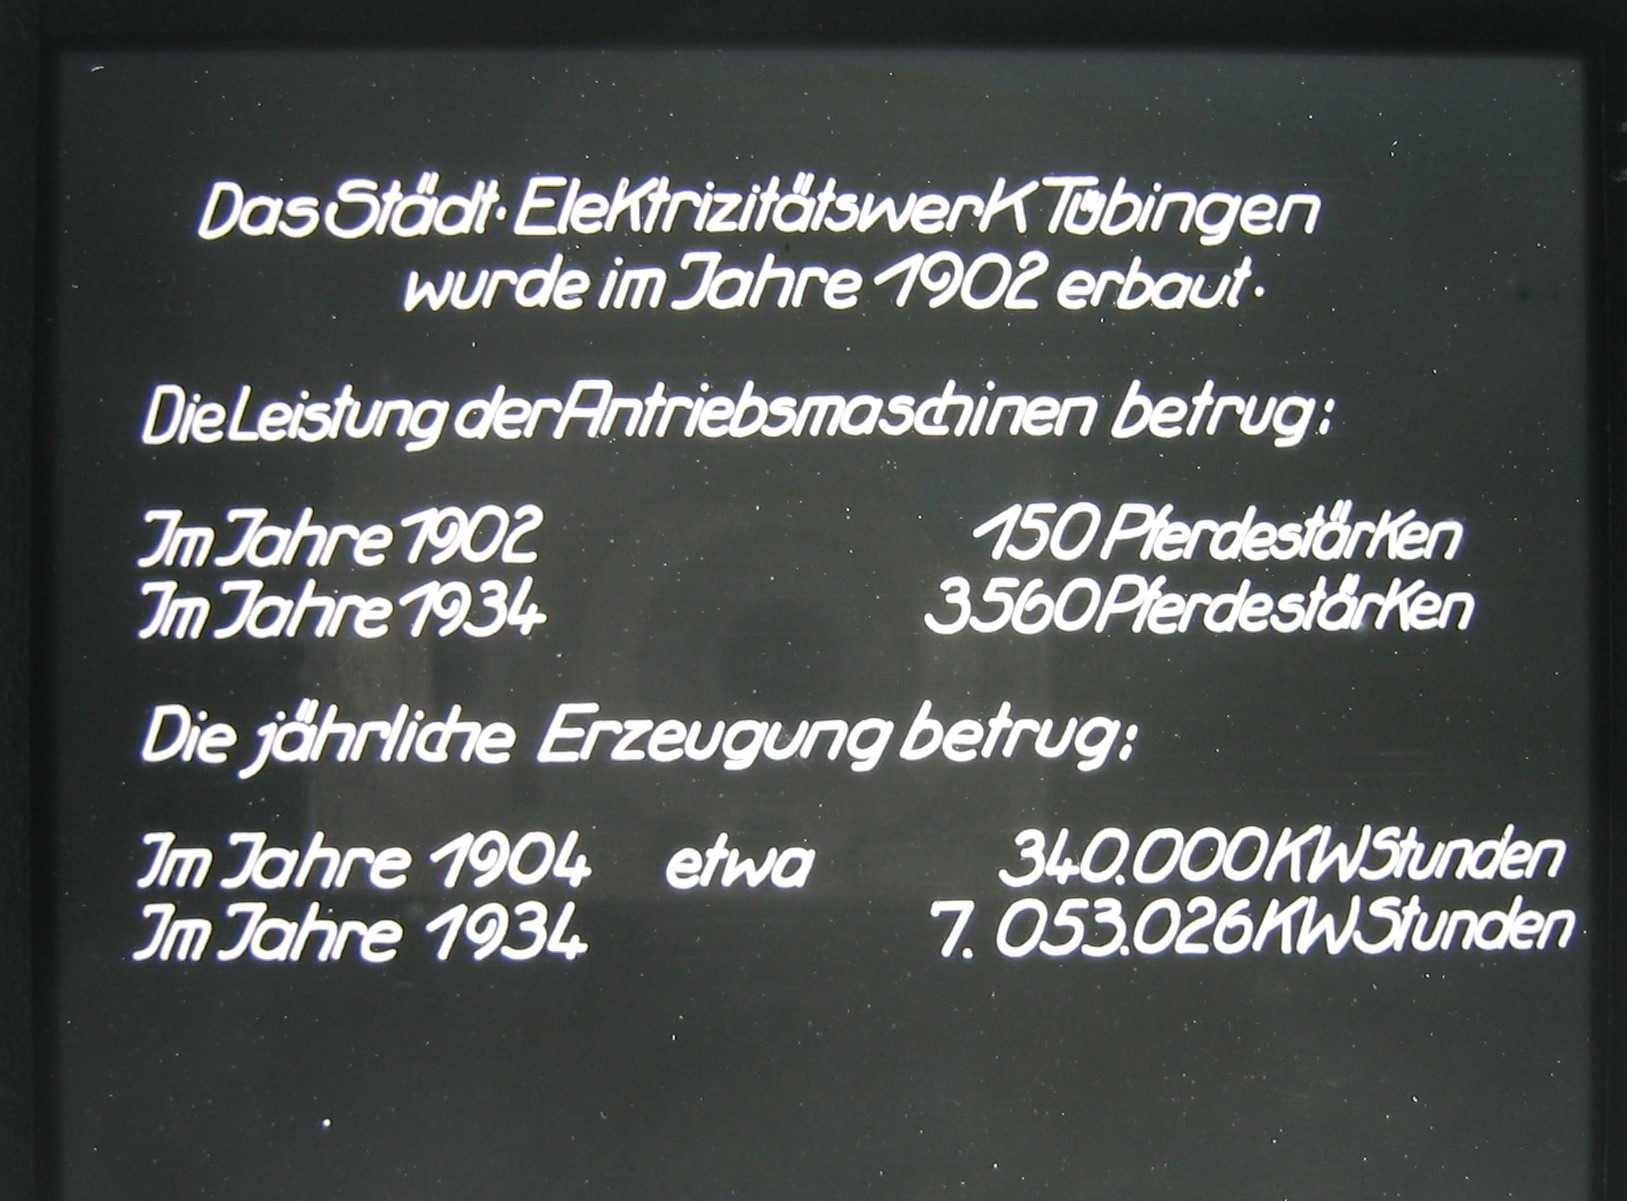 Das Städt. Elektrizitätswerk Tübingen
wurde im Jahre 1902 erbaut.
Die Leistung der Antriebsmaschinen betrug:
Im Jahre 1902 150 Pferdestärken
Im Jahre 1934 3560 Pferdestärken
Die jährliche Erzeugung betrug:
Im Jahre 1904 etwa 340.000 KW Stunden
Im Jahre 1934 7. 053.026 KW Stunden